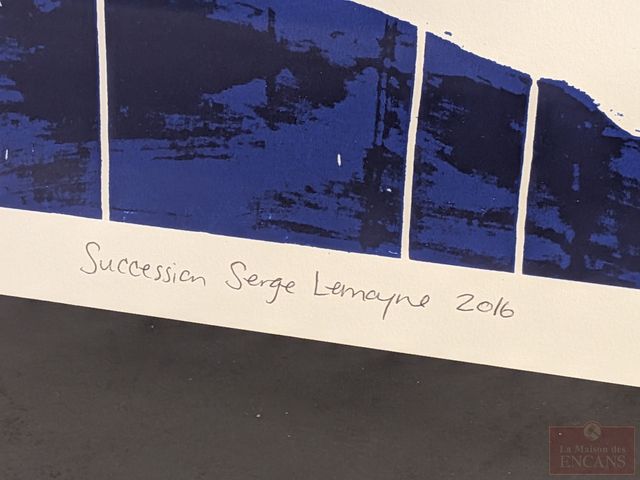 Succession Serge Lemoyne 2016
La Maison des
ENCANS